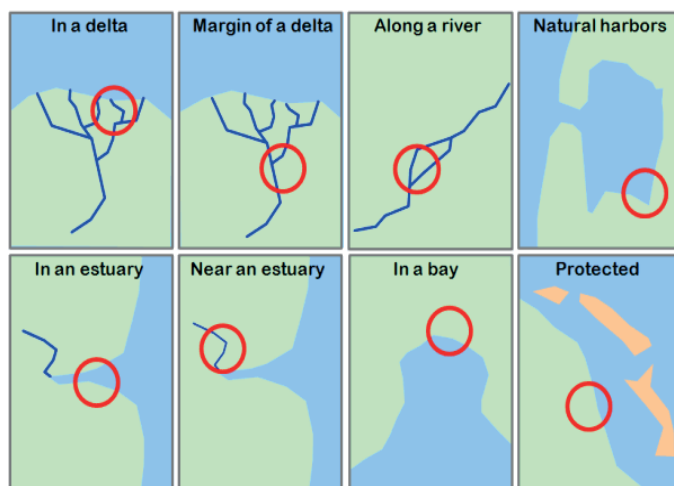 In a delta
Margin of a delta
Along a river
Natural harbors
In an estuary
Near an estuary
In a bay
Protected